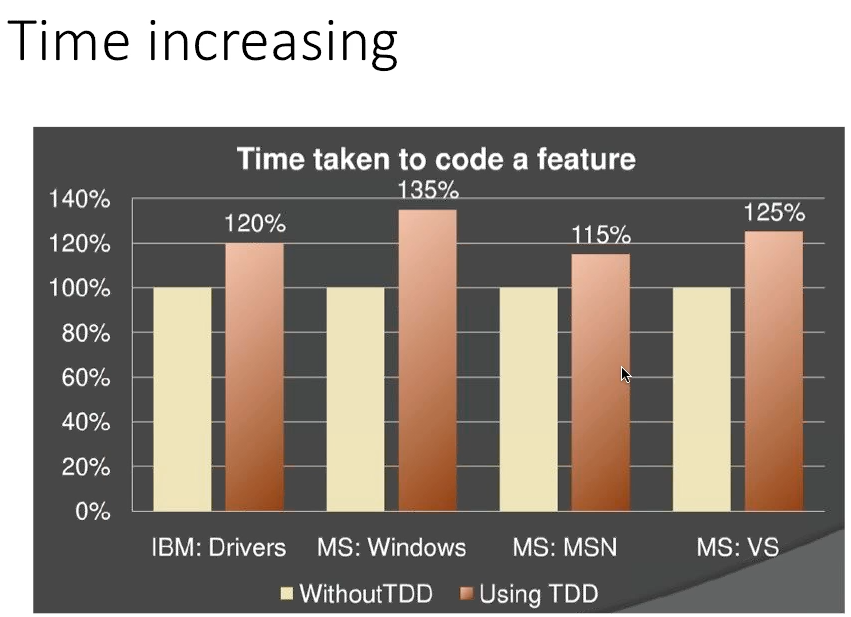 Time increasing
Time taken to code a feature
140%
120%
100%
80%
60%
40%
20%
0%
120%
135%
115%
125%
IBM: Drivers
MS: Windows
MS: MSN
MS: VS
WithoutTDD
Using TDD